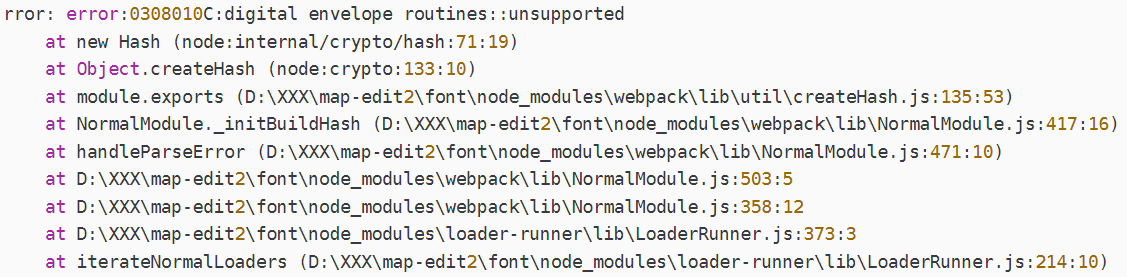 rror: error:0308010C:digital envelope routines::unsupported
at new Hash (node:internal/crypto/hash:71:19)
at Object.createHash (node:crypto:133:10)
at module.exports (D:\XXX\map-edit2\font\node_modules\webpack\lib\util\createHash.js:135:53)
at NormalModule._initBuildHash (D:\XXX\map-edit2\font\node_modules\webpack\lib\NormalModule.js:417:16)
at handleParseError (D:\XXX\map-edit2\font\node_modules\webpack\lib\NormalModule.js:471:10)
at D:\XXX\map-edit2\font\node_modules\webpack\lib\NormalModule.js:503:5
at D:\XXX\map-edit2\font\node_modules\webpack\lib\NormalModule.js:358:12
at D:\XXX\map-edit2\font\node_modules\loader-runner\lib\LoaderRunner.js:373:3
at iterateNormalLoaders (D:\XXX\map-edit2\font\node_modules\loader-runner\lib\LoaderRunner.js:214:10)